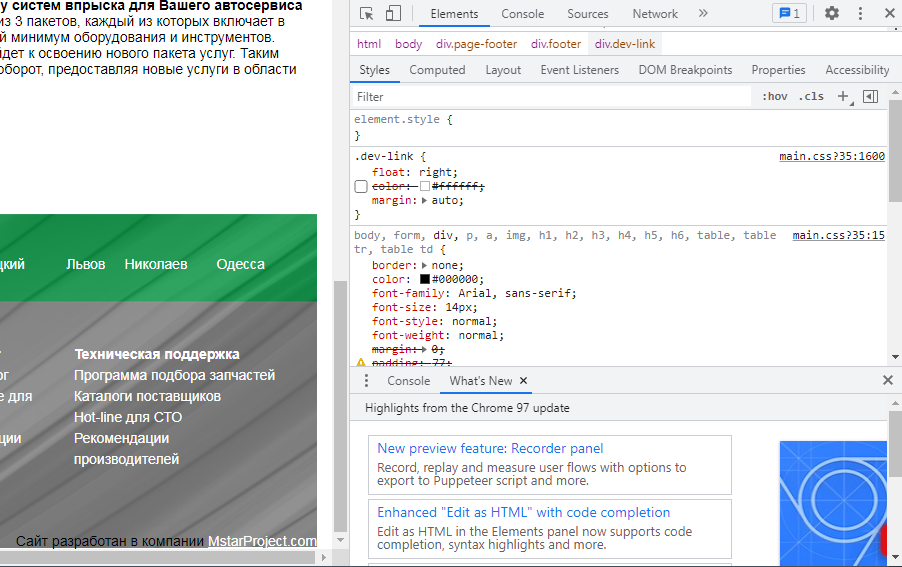 у систем впрыска для Вашего автосервиса
из 3 пакетов, каждый из которых включает в
й минимум оборудования и инструментов.
йдет к освоению нового пакета услуг. Таким
оборот, предоставляя новые услуги в области
цкий Львов Николаев Одесса
Техническая поддержка
ог Программа подбора запчастей
е для Каталоги поставщиков
Hot-line для СТО
ции Рекомендации
производителей
Сайт разработан в компании MstarProject.com
Elements Console Sources Network » 1
html body div.page-footer div.footer div.dev-link
Styles Computed Layout Event Listeners DOM Breakpoints Properties Accessibility
Filter :hov .cls +
element.style {
}
.dev-link { main.css?35:1600
float: right;
color: #ffffff;
margin: auto;
}
body, form, div, p, a, img, h1, h2, h3, h4, h5, h6, table, table main.css?35:15
tr, table td {
border: none;
color: #000000;
font-family: Arial, sans-serif;
font-size: 14px;
font-style: normal;
font-weight: normal;
margin: 0;
padding: 77;
Console What's New
Highlights from the Chrome 97 update
New preview feature: Recorder panel
Record, replay and measure user flows with options to
export to Puppeteer script and more.
Enhanced "Edit as HTML" with code completion
Edit as HTML in the Elements panel now supports code
completion, syntax highlights and more.